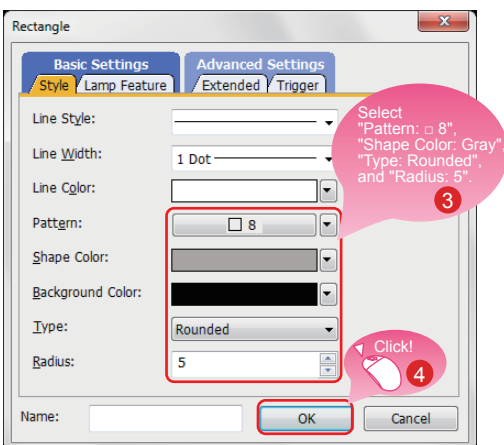 Rectangle
Basic Settings
Advanced Settings
Style
Lamp Feature
Extended
Trigger
Line Style:
Line Width:
1 Dot
Line Color:
Pattern:
□ 8
Shape Color:
Background Color:
Type:
Rounded
Radius:
5
Select
"Pattern: □ 8",
"Shape Color: Gray",
"Type: Rounded",
and "Radius: 5".
3
Click!
4
Name:
OK
Cancel